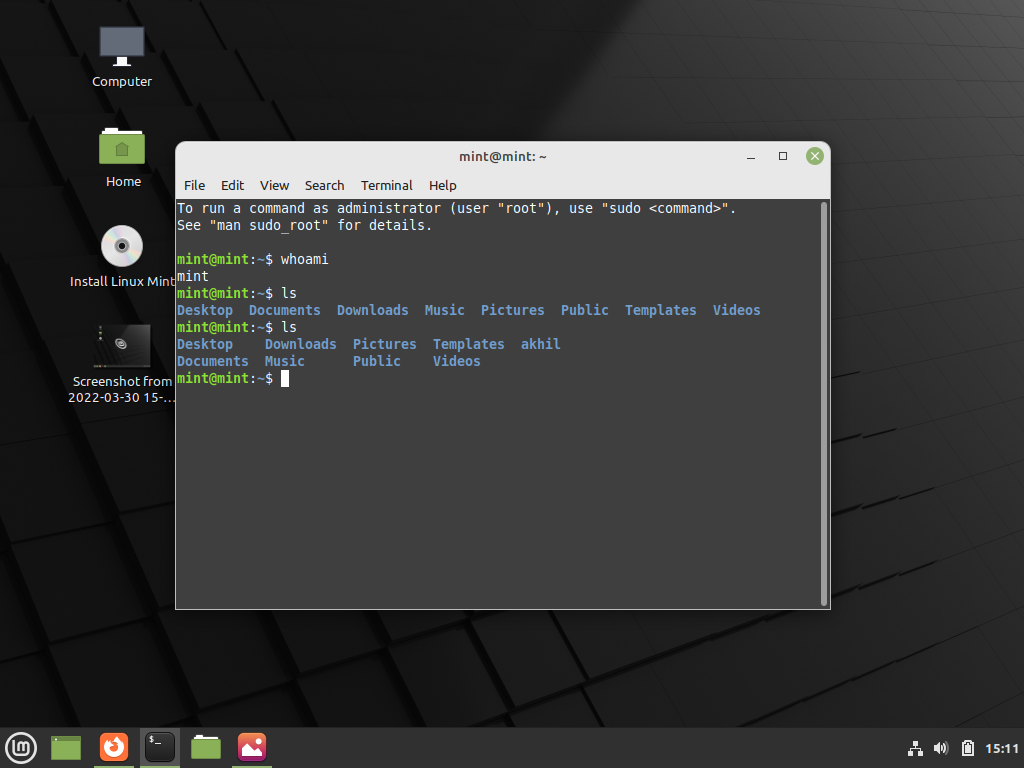 Computer
Home
Install Linux Mint
Screenshot from
2022-03-30 15-...
mint@mint: ~
File Edit View Search Terminal Help
To run a command as administrator (user "root"), use "sudo <command>".
See "man sudo_root" for details.
mint@mint:~$ whoami
mint
mint@mint:~$ ls
Desktop Documents Downloads Music Pictures Public Templates Videos
mint@mint:~$ ls
Desktop Downloads Pictures Templates akhil
Documents Music Public Videos
mint@mint:~$
$_
15:11